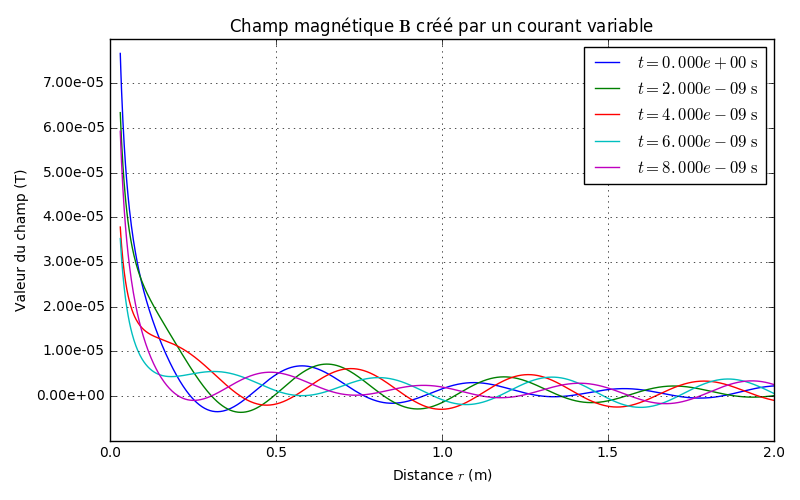 Champ magnétique B créé par un courant variable
Valeur du champ (T)
7.00e-05
6.00e-05
5.00e-05
4.00e-05
3.00e-05
2.00e-05
1.00e-05
0.00e+00
t = 0.000e + 00 s
t = 2.000e − 09 s
t = 4.000e − 09 s
t = 6.000e − 09 s
t = 8.000e − 09 s
0.0 0.5 1.0 1.5 2.0
Distance r (m)